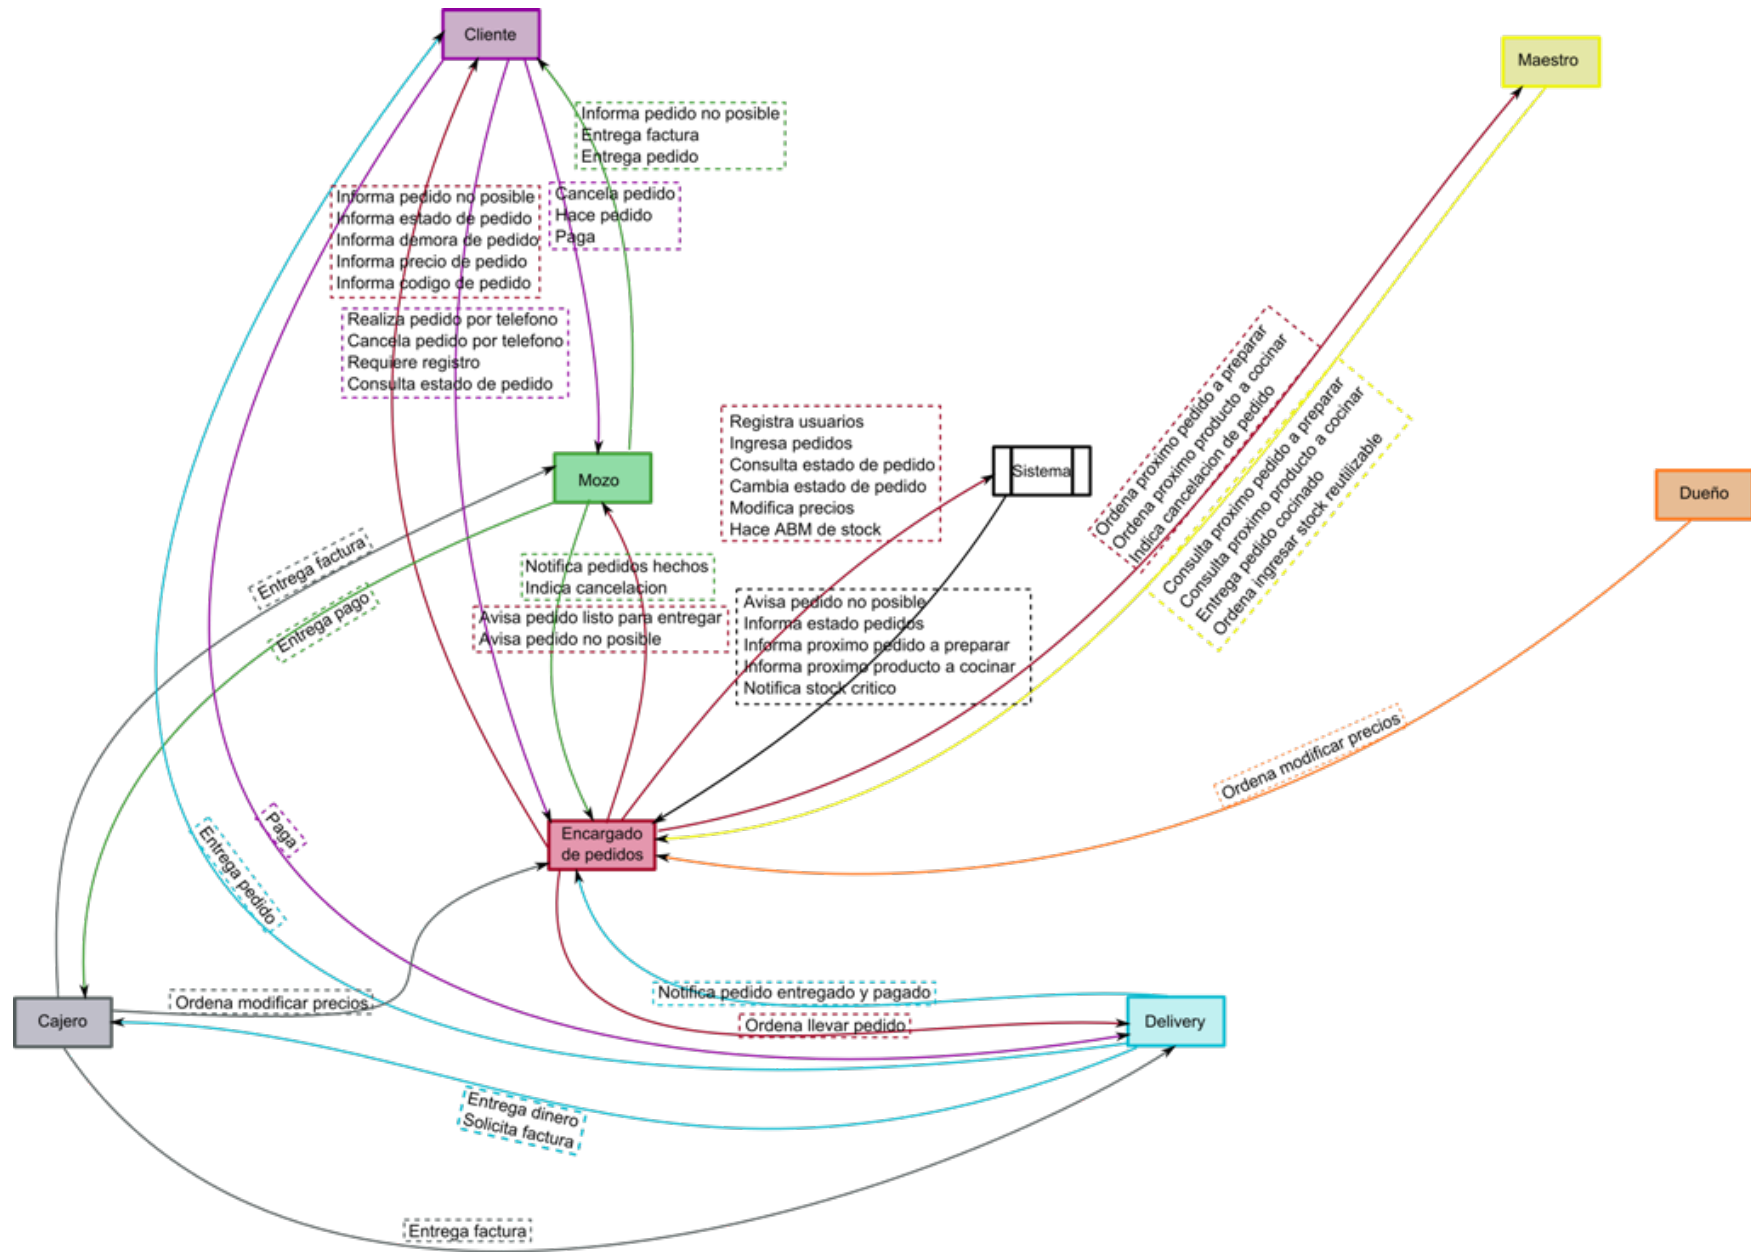 Cliente
Maestro
Informa pedido no posible
Entrega factura
Entrega pedido
Informa pedido no posible
Informa estado de pedido
Informa demora de pedido
Informa precio de pedido
Informa codigo de pedido
Cancela pedido
Hace pedido
Paga
Realiza pedido por telefono
Cancela pedido por telefono
Requiere registro
Consulta estado de pedido
Ordena proximo pedido a preparar
Ordena proximo producto a cocinar
Indica cancelacion de pedido
Consulta proximo pedido a preparar
Consulta proximo producto a cocinar
Entrega pedido cocinado
Ordena ingresar stock reutilizable
Registra usuarios
Ingresa pedidos
Consulta estado de pedido
Cambia estado de pedido
Modifica precios
Hace ABM de stock
Sistema
Mozo
Dueño
Entrega factura
Entrega pago
Notifica pedidos hechos
Indica cancelacion
Avisa pedido listo para entregar
Avisa pedido no posible
Avisa pedido no posible
Informa estado pedidos
Informa proximo pedido a preparar
Informa proximo producto a cocinar
Notifica stock critico
Ordena modificar precios
Paga
Entrega pedido
Encargado
de pedidos
Ordena modificar precios
Notifica pedido entregado y pagado
Ordena llevar pedido
Cajero
Delivery
Entrega dinero
Solicita factura
Entrega factura